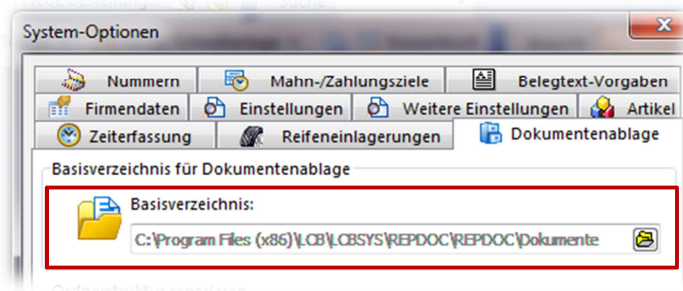 System-Optionen
Nummern
Mahn-/Zahlungsziele
Belegtext-Vorgaben
Firmendaten
Einstellungen
Weitere Einstellungen
Artikel
Zeiterfassung
Reifeneinlagerungen
Dokumentenablage
Basisverzeichnis für Dokumentenablage
Basisverzeichnis:
C:\Program Files (x86)\LCB\LCBSYS\REPDOC\REPDOC\Dokumente